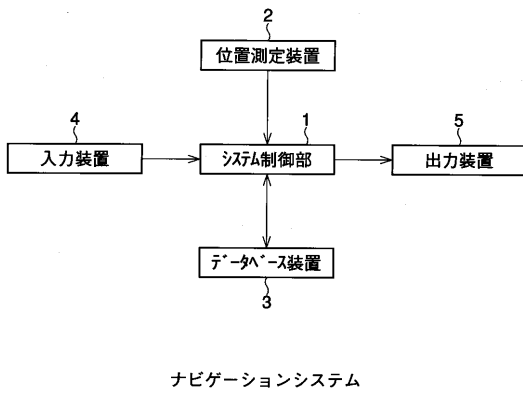 2
位置測定装置
4
1
5
入力装置
ｼｽﾃﾑ制御部
出力装置
ﾃﾞｰﾀﾍﾞｰｽ装置
3
ナビゲーションシステム